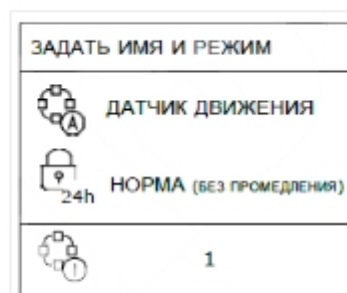 ЗАДАТЬ ИМЯ И РЕЖИМ
A ДАТЧИК ДВИЖЕНИЯ
24h НОРМА (БЕЗ ПРОМЕДЛЕНИЯ)
! 1